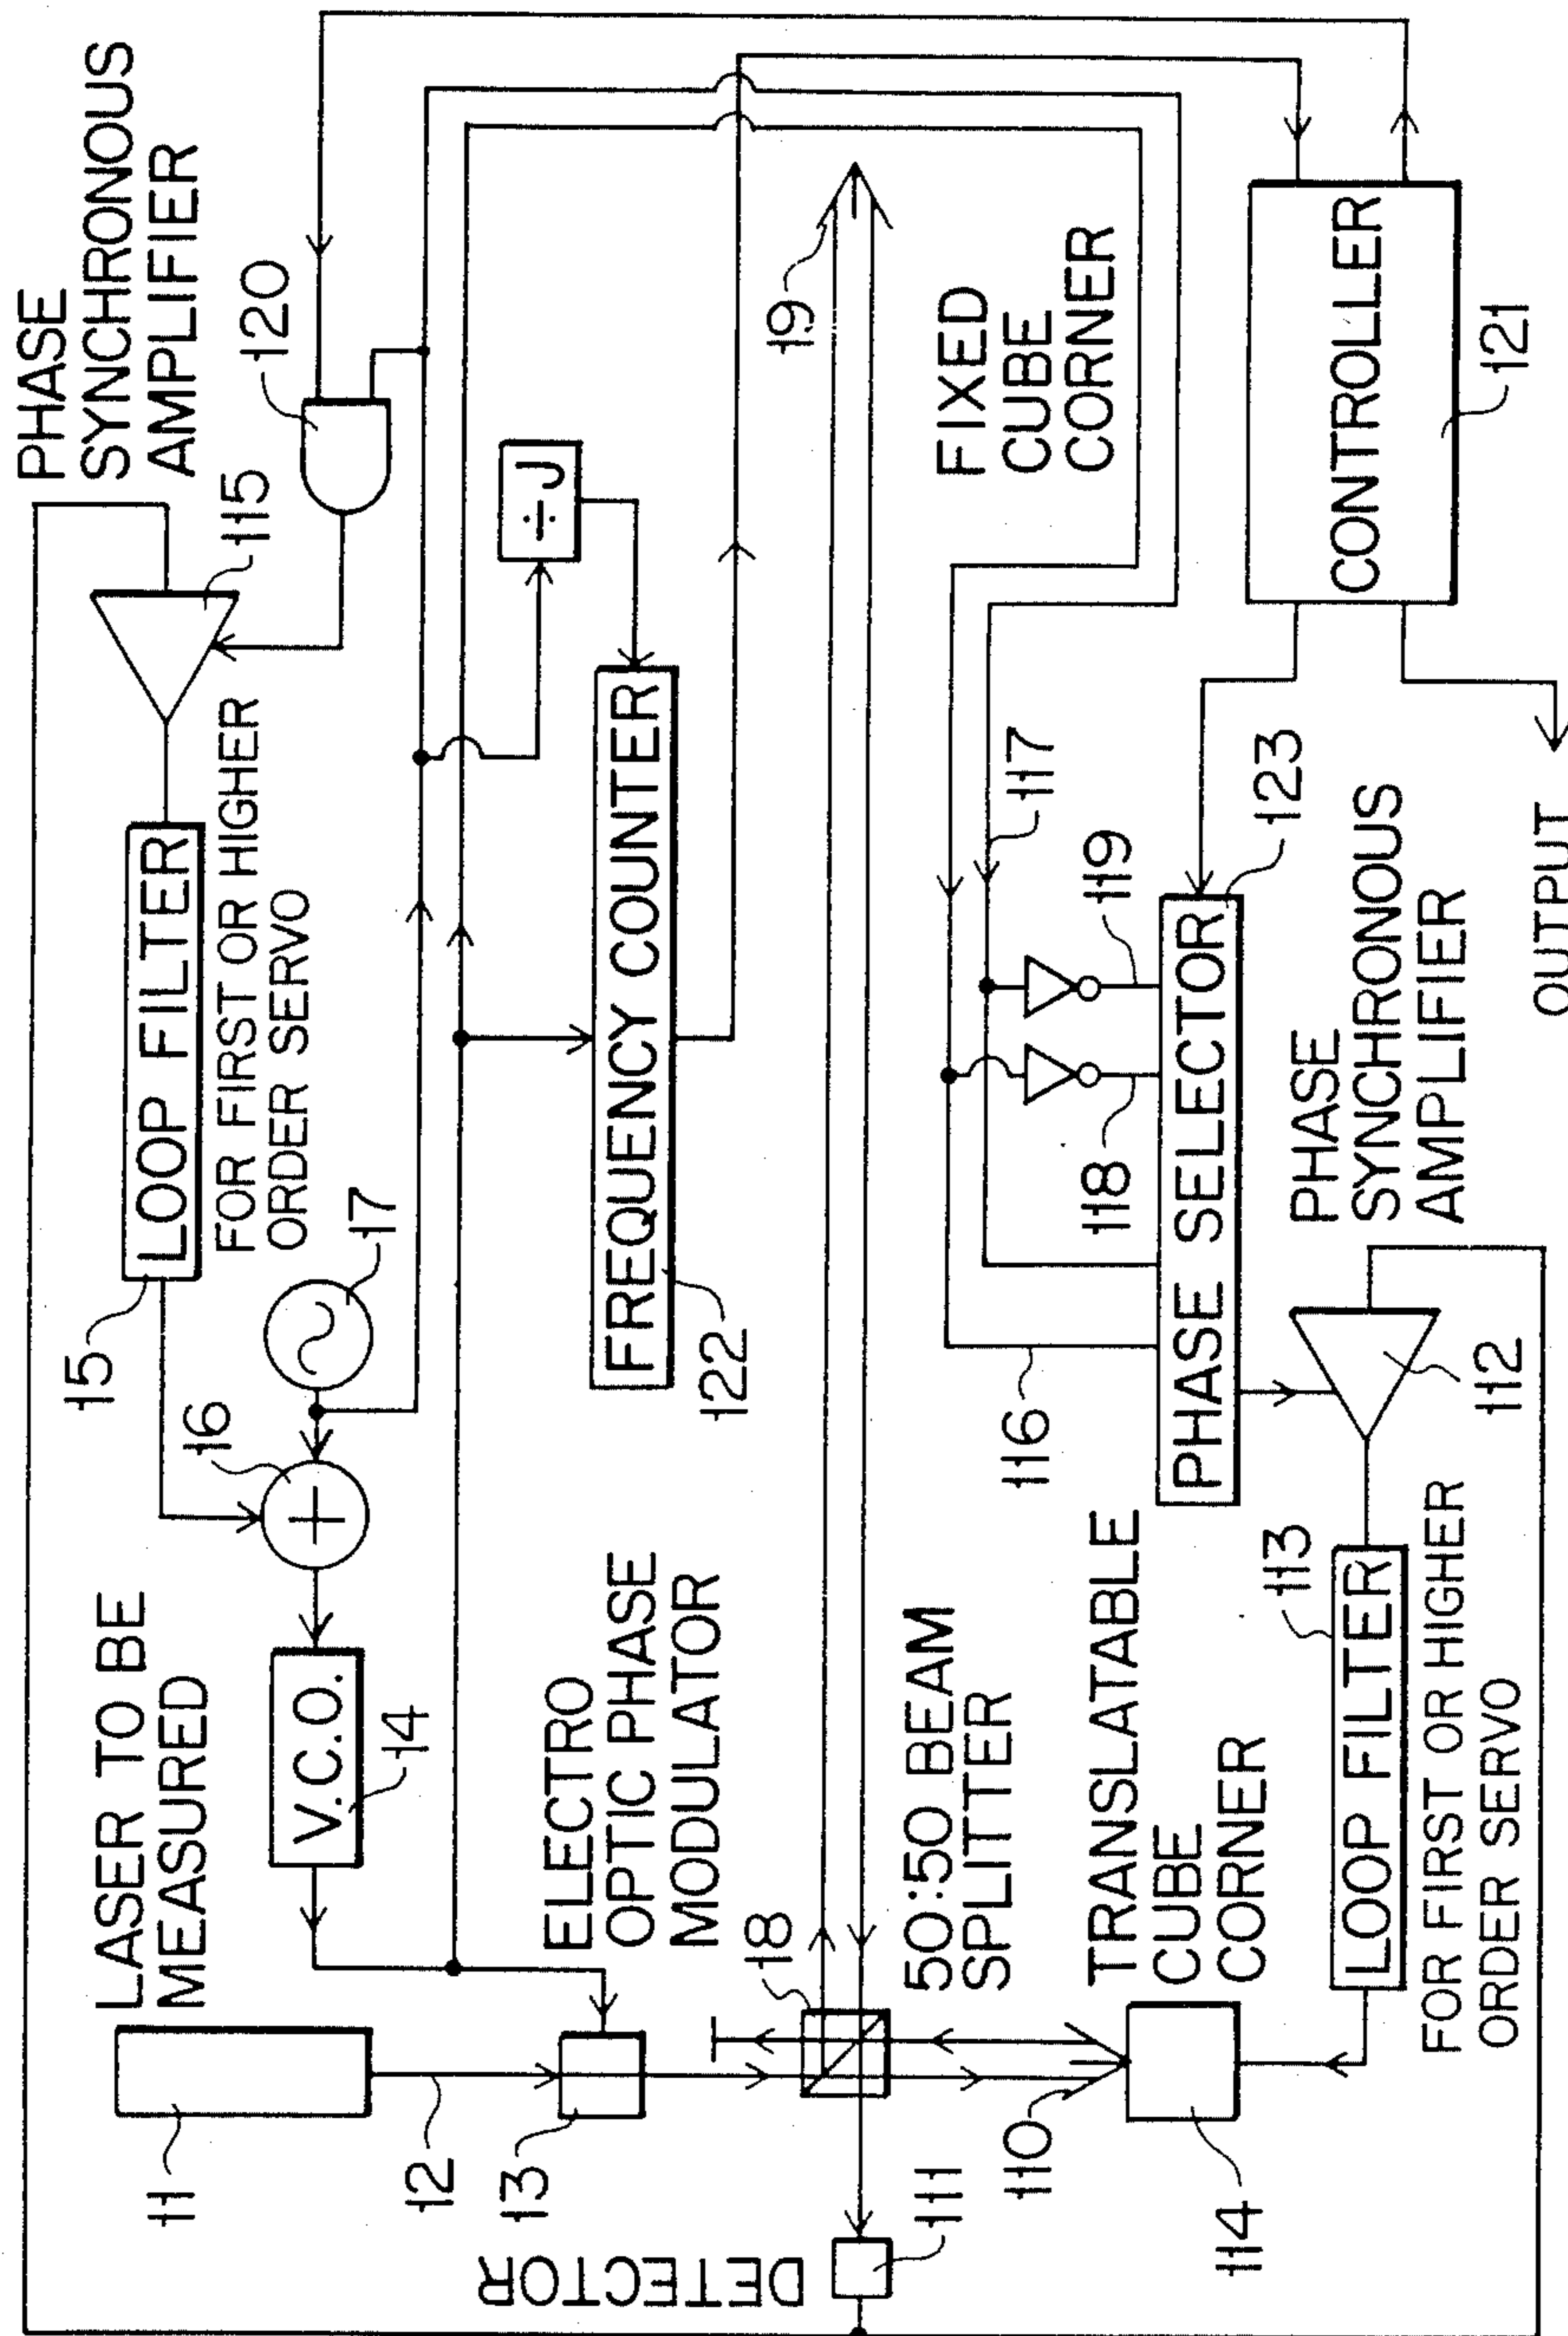 LASER TO BE
MEASURED
11
12
13
ELECTRO
OPTIC PHASE
MODULATOR
V.C.O.
14
16
17
15
LOOP FILTER
FOR FIRST OR HIGHER
ORDER SERVO
PHASE
SYNCHRONOUS
AMPLIFIER
115
120
÷J
FREQUENCY COUNTER
122
18
50:50 BEAM
SPLITTER
19
FIXED
CUBE
CORNER
DETECTOR
111
110
TRANSLATABLE
CUBE
CORNER
114
116
117
118
119
PHASE SELECTOR
123
CONTROLLER
121
113
LOOP FILTER
FOR FIRST OR HIGHER
ORDER SERVO
PHASE
SYNCHRONOUS
AMPLIFIER
112
OUTPUT